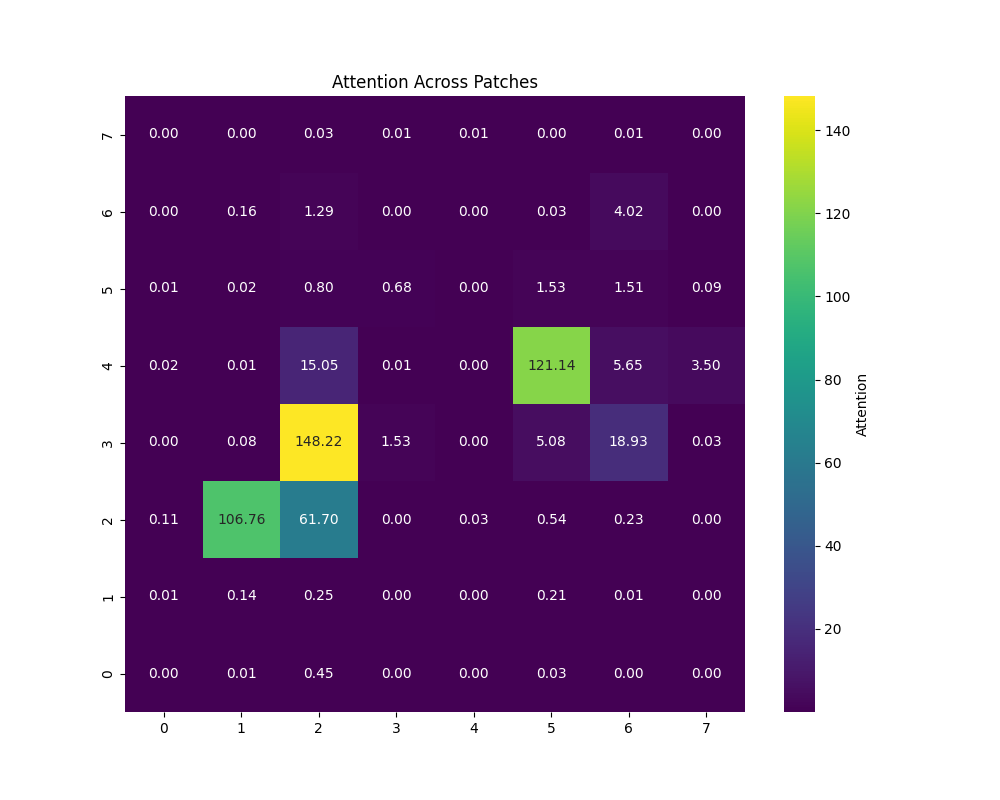 Attention Across Patches
7 0.00 0.00 0.03 0.01 0.01 0.00 0.01 0.00
6 0.00 0.16 1.29 0.00 0.00 0.03 4.02 0.00
5 0.01 0.02 0.80 0.68 0.00 1.53 1.51 0.09
4 0.02 0.01 15.05 0.01 0.00 121.14 5.65 3.50
3 0.00 0.08 148.22 1.53 0.00 5.08 18.93 0.03
2 0.11 106.76 61.70 0.00 0.03 0.54 0.23 0.00
1 0.01 0.14 0.25 0.00 0.00 0.21 0.01 0.00
0 0.00 0.01 0.45 0.00 0.00 0.03 0.00 0.00
0 1 2 3 4 5 6 7
140
120
100
80
60
40
20
Attention